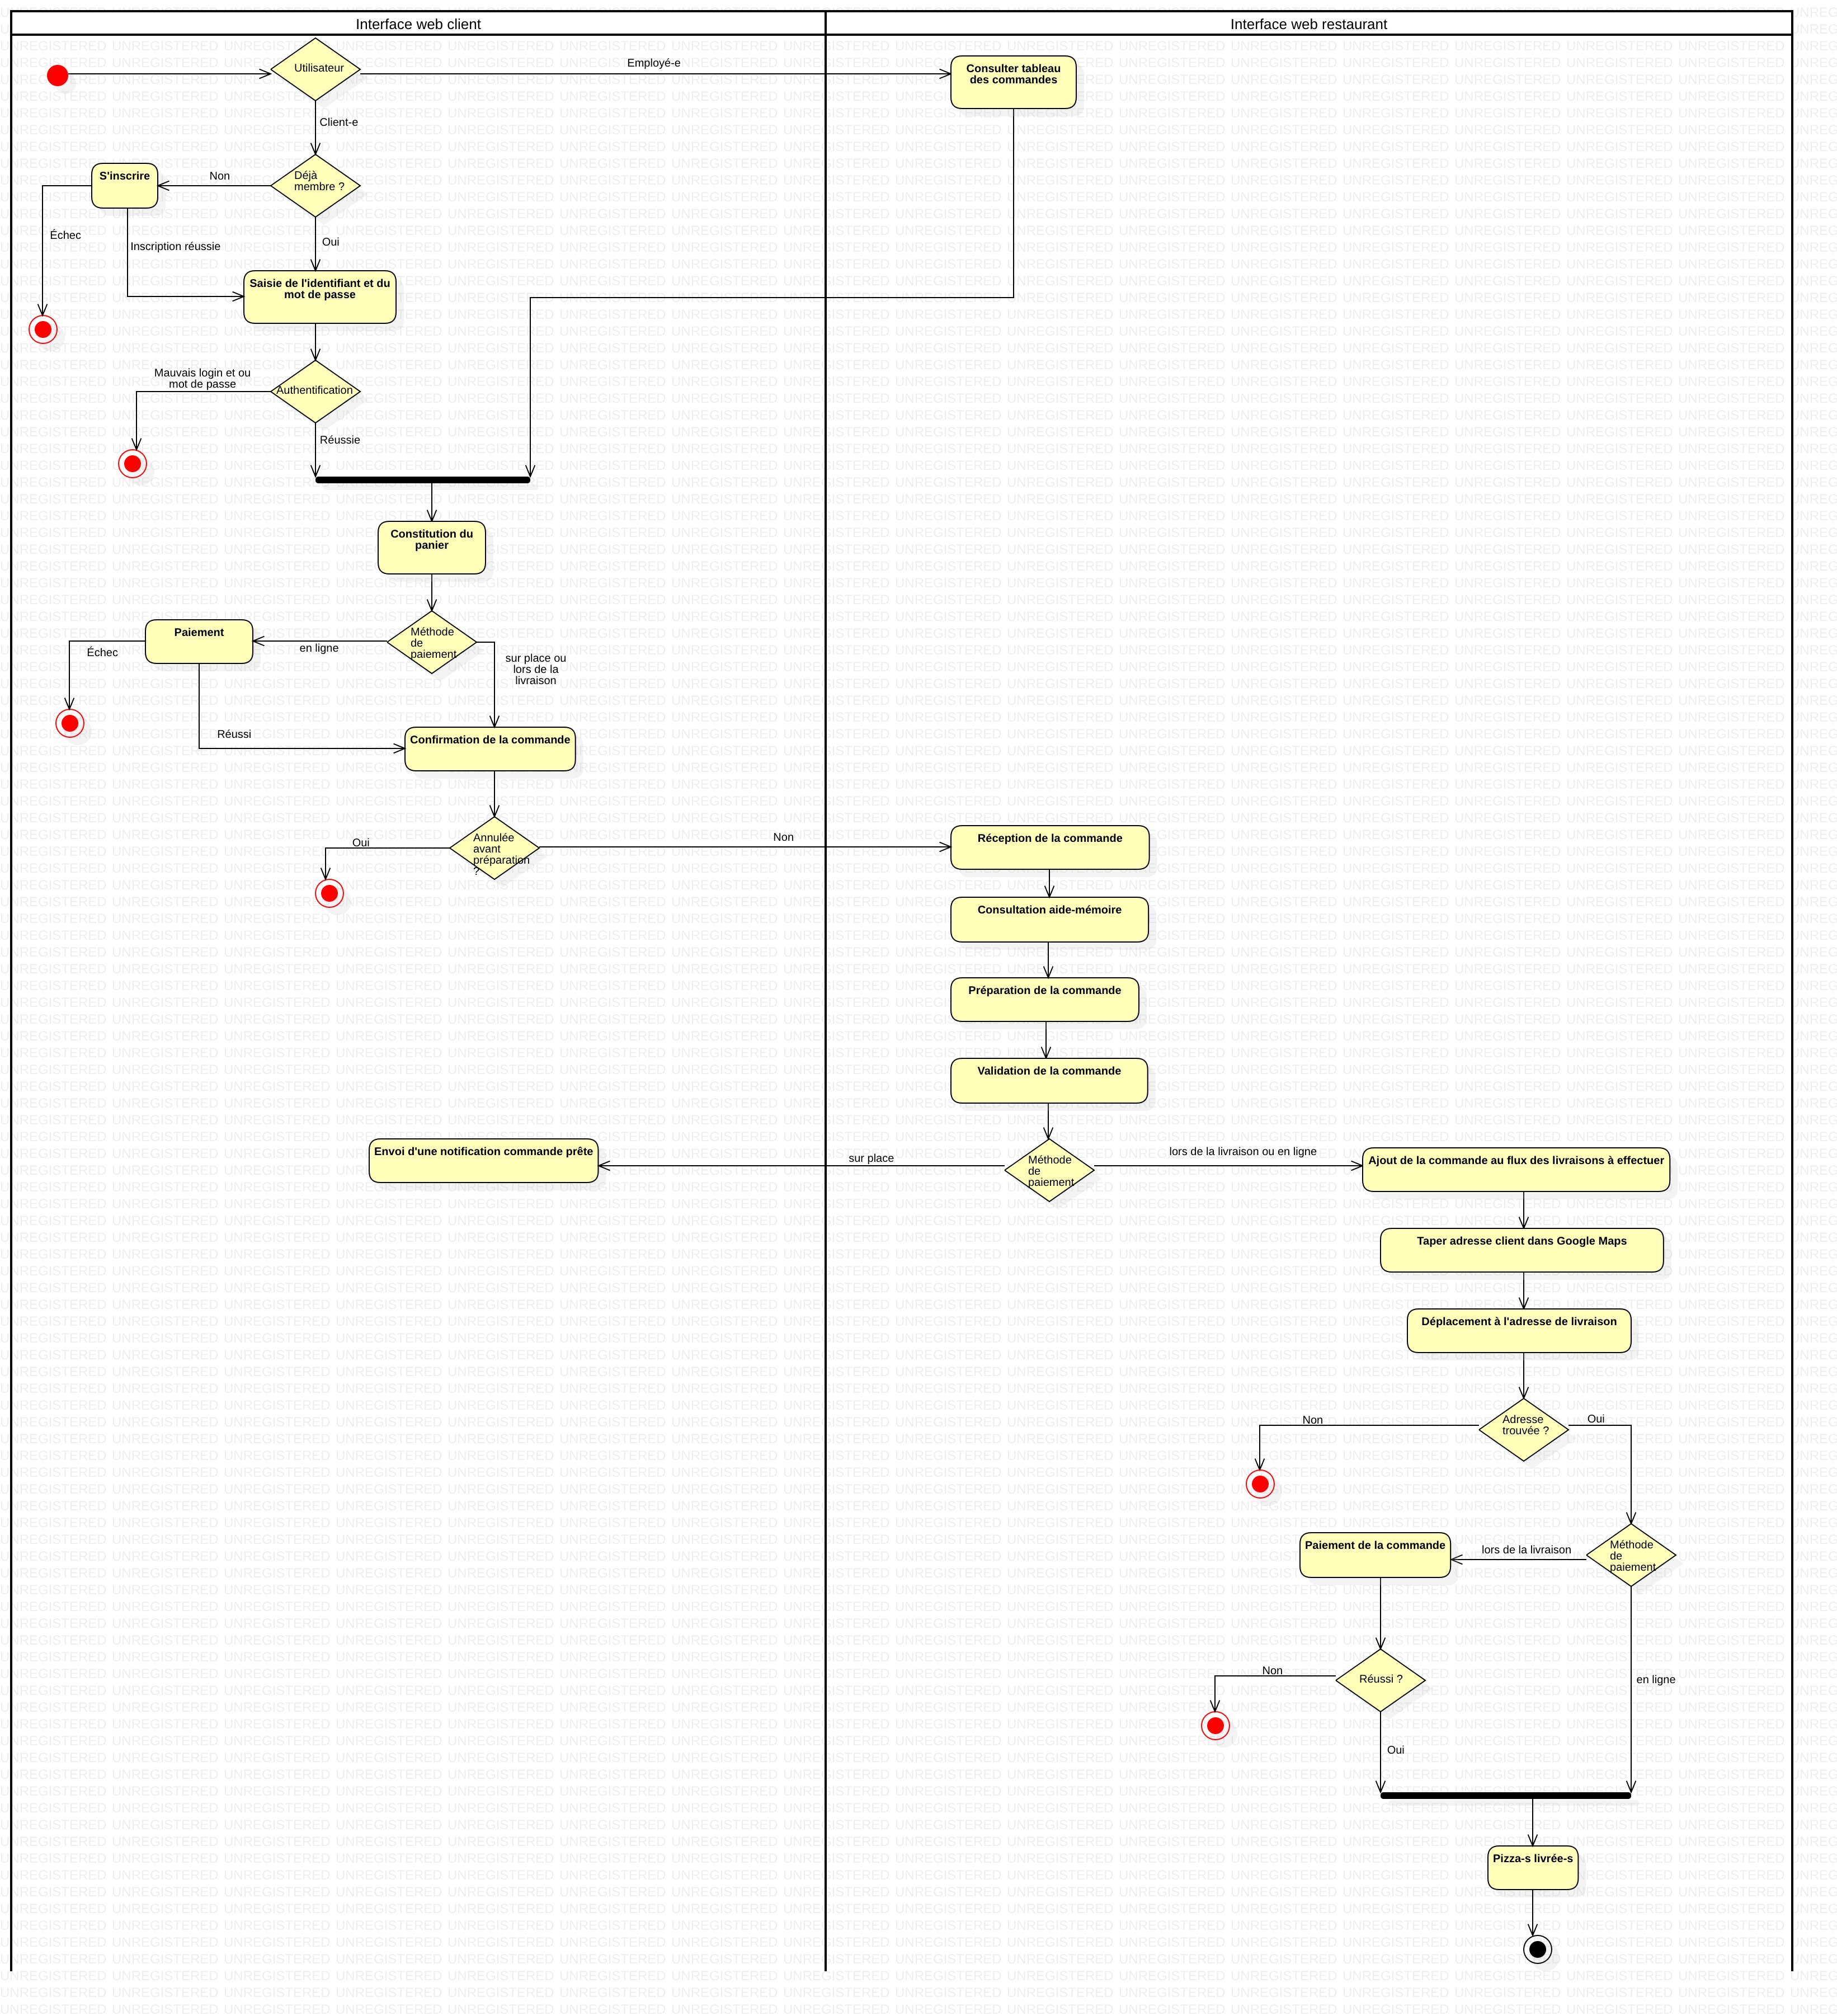 Interface web client
Interface web restaurant
Utilisateur
Employé-e
Consulter tableau
des commandes
Client-e
Déjà
membre ?
Non
S'inscrire
Échec
Inscription réussie
Oui
Saisie de l'identifiant et du
mot de passe
Mauvais login et ou
mot de passe
Authentification
Réussie
Constitution du
panier
Méthode
de
paiement
en ligne
Paiement
Échec
sur place ou
lors de la
livraison
Réussi
Confirmation de la commande
Annulée
avant
préparation
?
Oui
Non
Réception de la commande
Consultation aide-mémoire
Préparation de la commande
Validation de la commande
Méthode
de
paiement
sur place
Envoi d'une notification commande prête
lors de la livraison ou en ligne
Ajout de la commande au flux des livraisons à effectuer
Taper adresse client dans Google Maps
Déplacement à l'adresse de livraison
Adresse
trouvée ?
Non
Oui
Méthode
de
paiement
lors de la livraison
Paiement de la commande
Réussi ?
Non
en ligne
Oui
Pizza-s livrée-s
UNREGISTERED